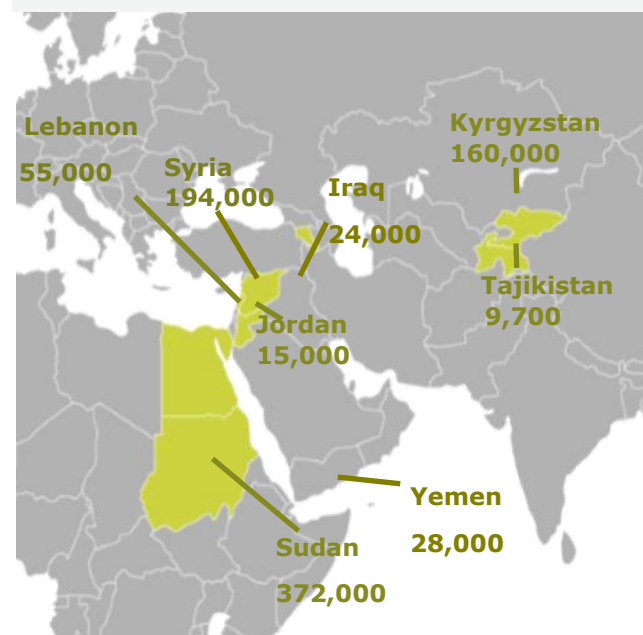 Lebanon
55,000
Syria
194,000
Iraq
24,000
Kyrgyzstan
160,000
Tajikistan
9,700
Jordan
15,000
Yemen
28,000
Sudan
372,000